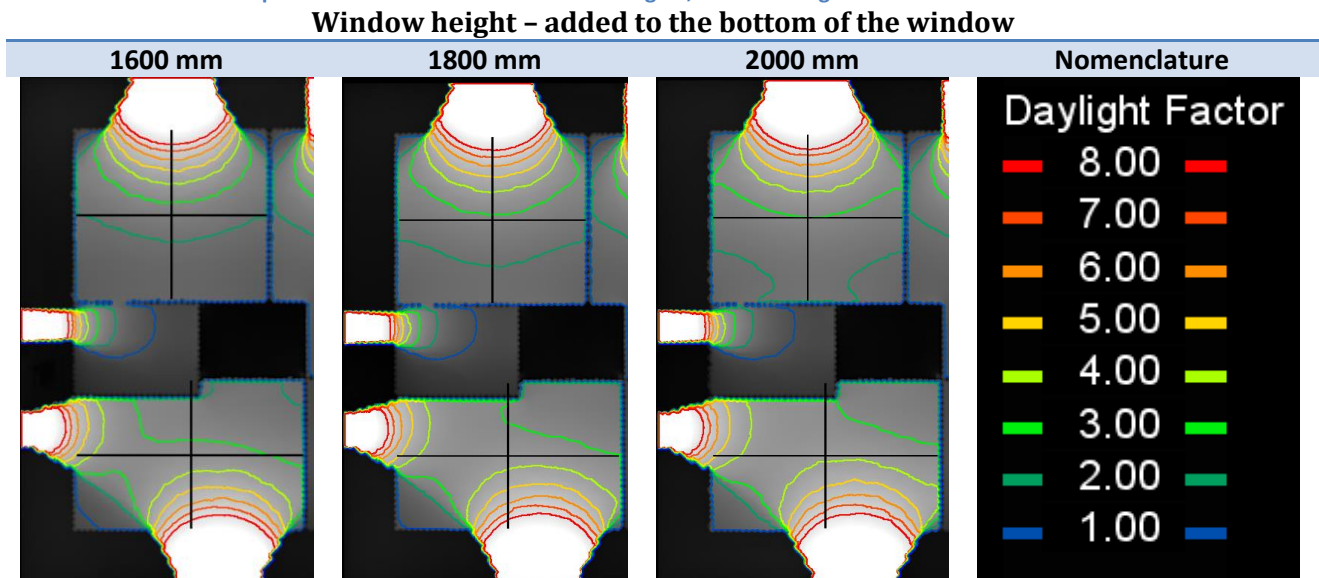 Window height – added to the bottom of the window
1600 mm 1800 mm 2000 mm Nomenclature
Daylight Factor
8.00
7.00
6.00
5.00
4.00
3.00
2.00
1.00